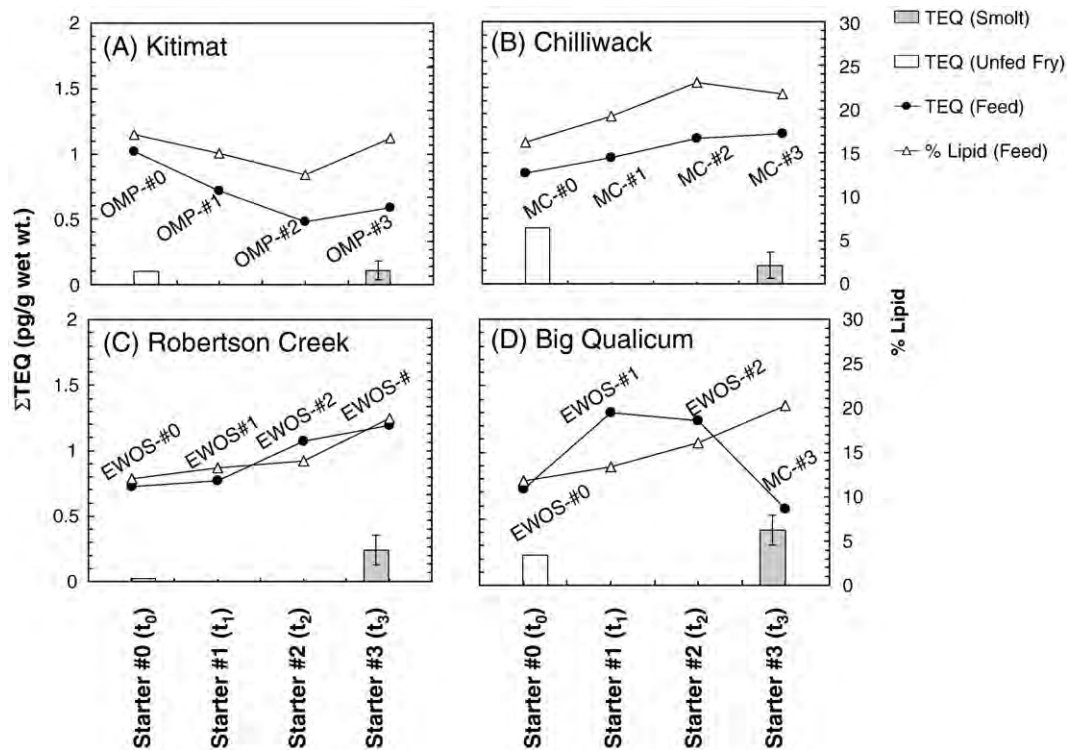 (A) Kitimat
(B) Chilliwack
TEQ (Smolt)
TEQ (Unfed Fry)
TEQ (Feed)
% Lipid (Feed)
2
1.5
1
0.5
0
30
25
20
15
10
5
0
OMP-#0
OMP-#1
OMP-#2
OMP-#3
MC-#0
MC-#1
MC-#2
MC-#3
ΣTEQ (pg/g wet wt.)
% Lipid
(C) Robertson Creek
(D) Big Qualicum
2
1.5
1
0.5
0
30
25
20
15
10
5
0
EWOS-#0
EWOS#1
EWOS-#2
EWOS-#
EWOS-#0
EWOS-#1
EWOS-#2
MC-#3
Starter #0 (t0)
Starter #1 (t1)
Starter #2 (t2)
Starter #3 (t3)
Starter #0 (t0)
Starter #1 (t1)
Starter #2 (t2)
Starter #3 (t3)